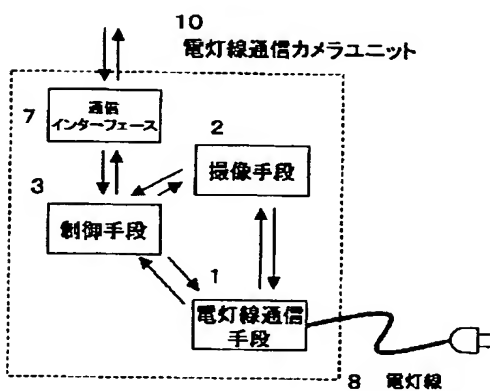 10
電灯線通信カメラユニット
通信
インターフェース
7
2
撮像手段
3
制御手段
1
電灯線通信
手段
8 電灯線